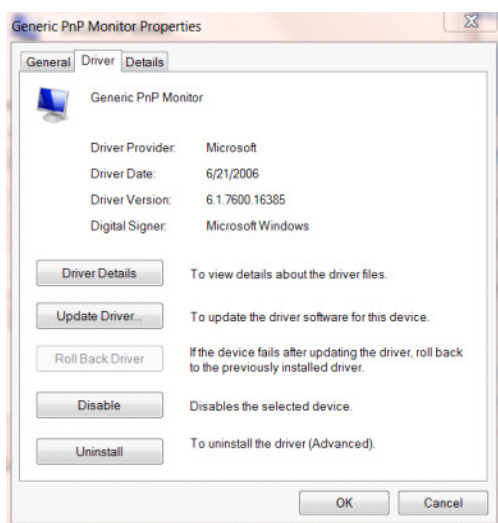 Generic PnP Monitor Properties
General Driver Details
Generic PnP Monitor
Driver Provider: Microsoft
Driver Date: 6/21/2006
Driver Version: 6.1.7600.16385
Digital Signer: Microsoft Windows
Driver Details To view details about the driver files.
Update Driver... To update the driver software for this device.
Roll Back Driver If the device fails after updating the driver, roll back
to the previously installed driver.
Disable Disables the selected device.
Uninstall To uninstall the driver (Advanced).
OK Cancel